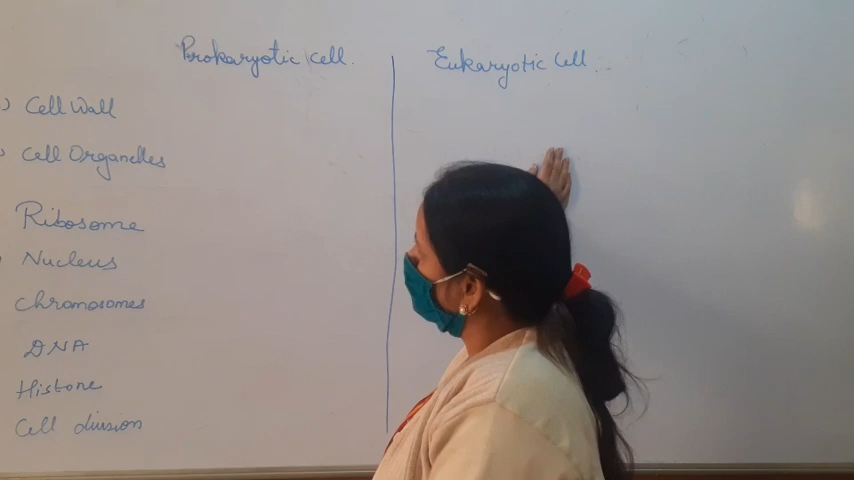 Prokaryotic Cell.
Eukaryotic Cell
Cell Wall
Cell Organelles
Ribosome
Nucleus
Chromosomes
DNA
Histone
Cell division